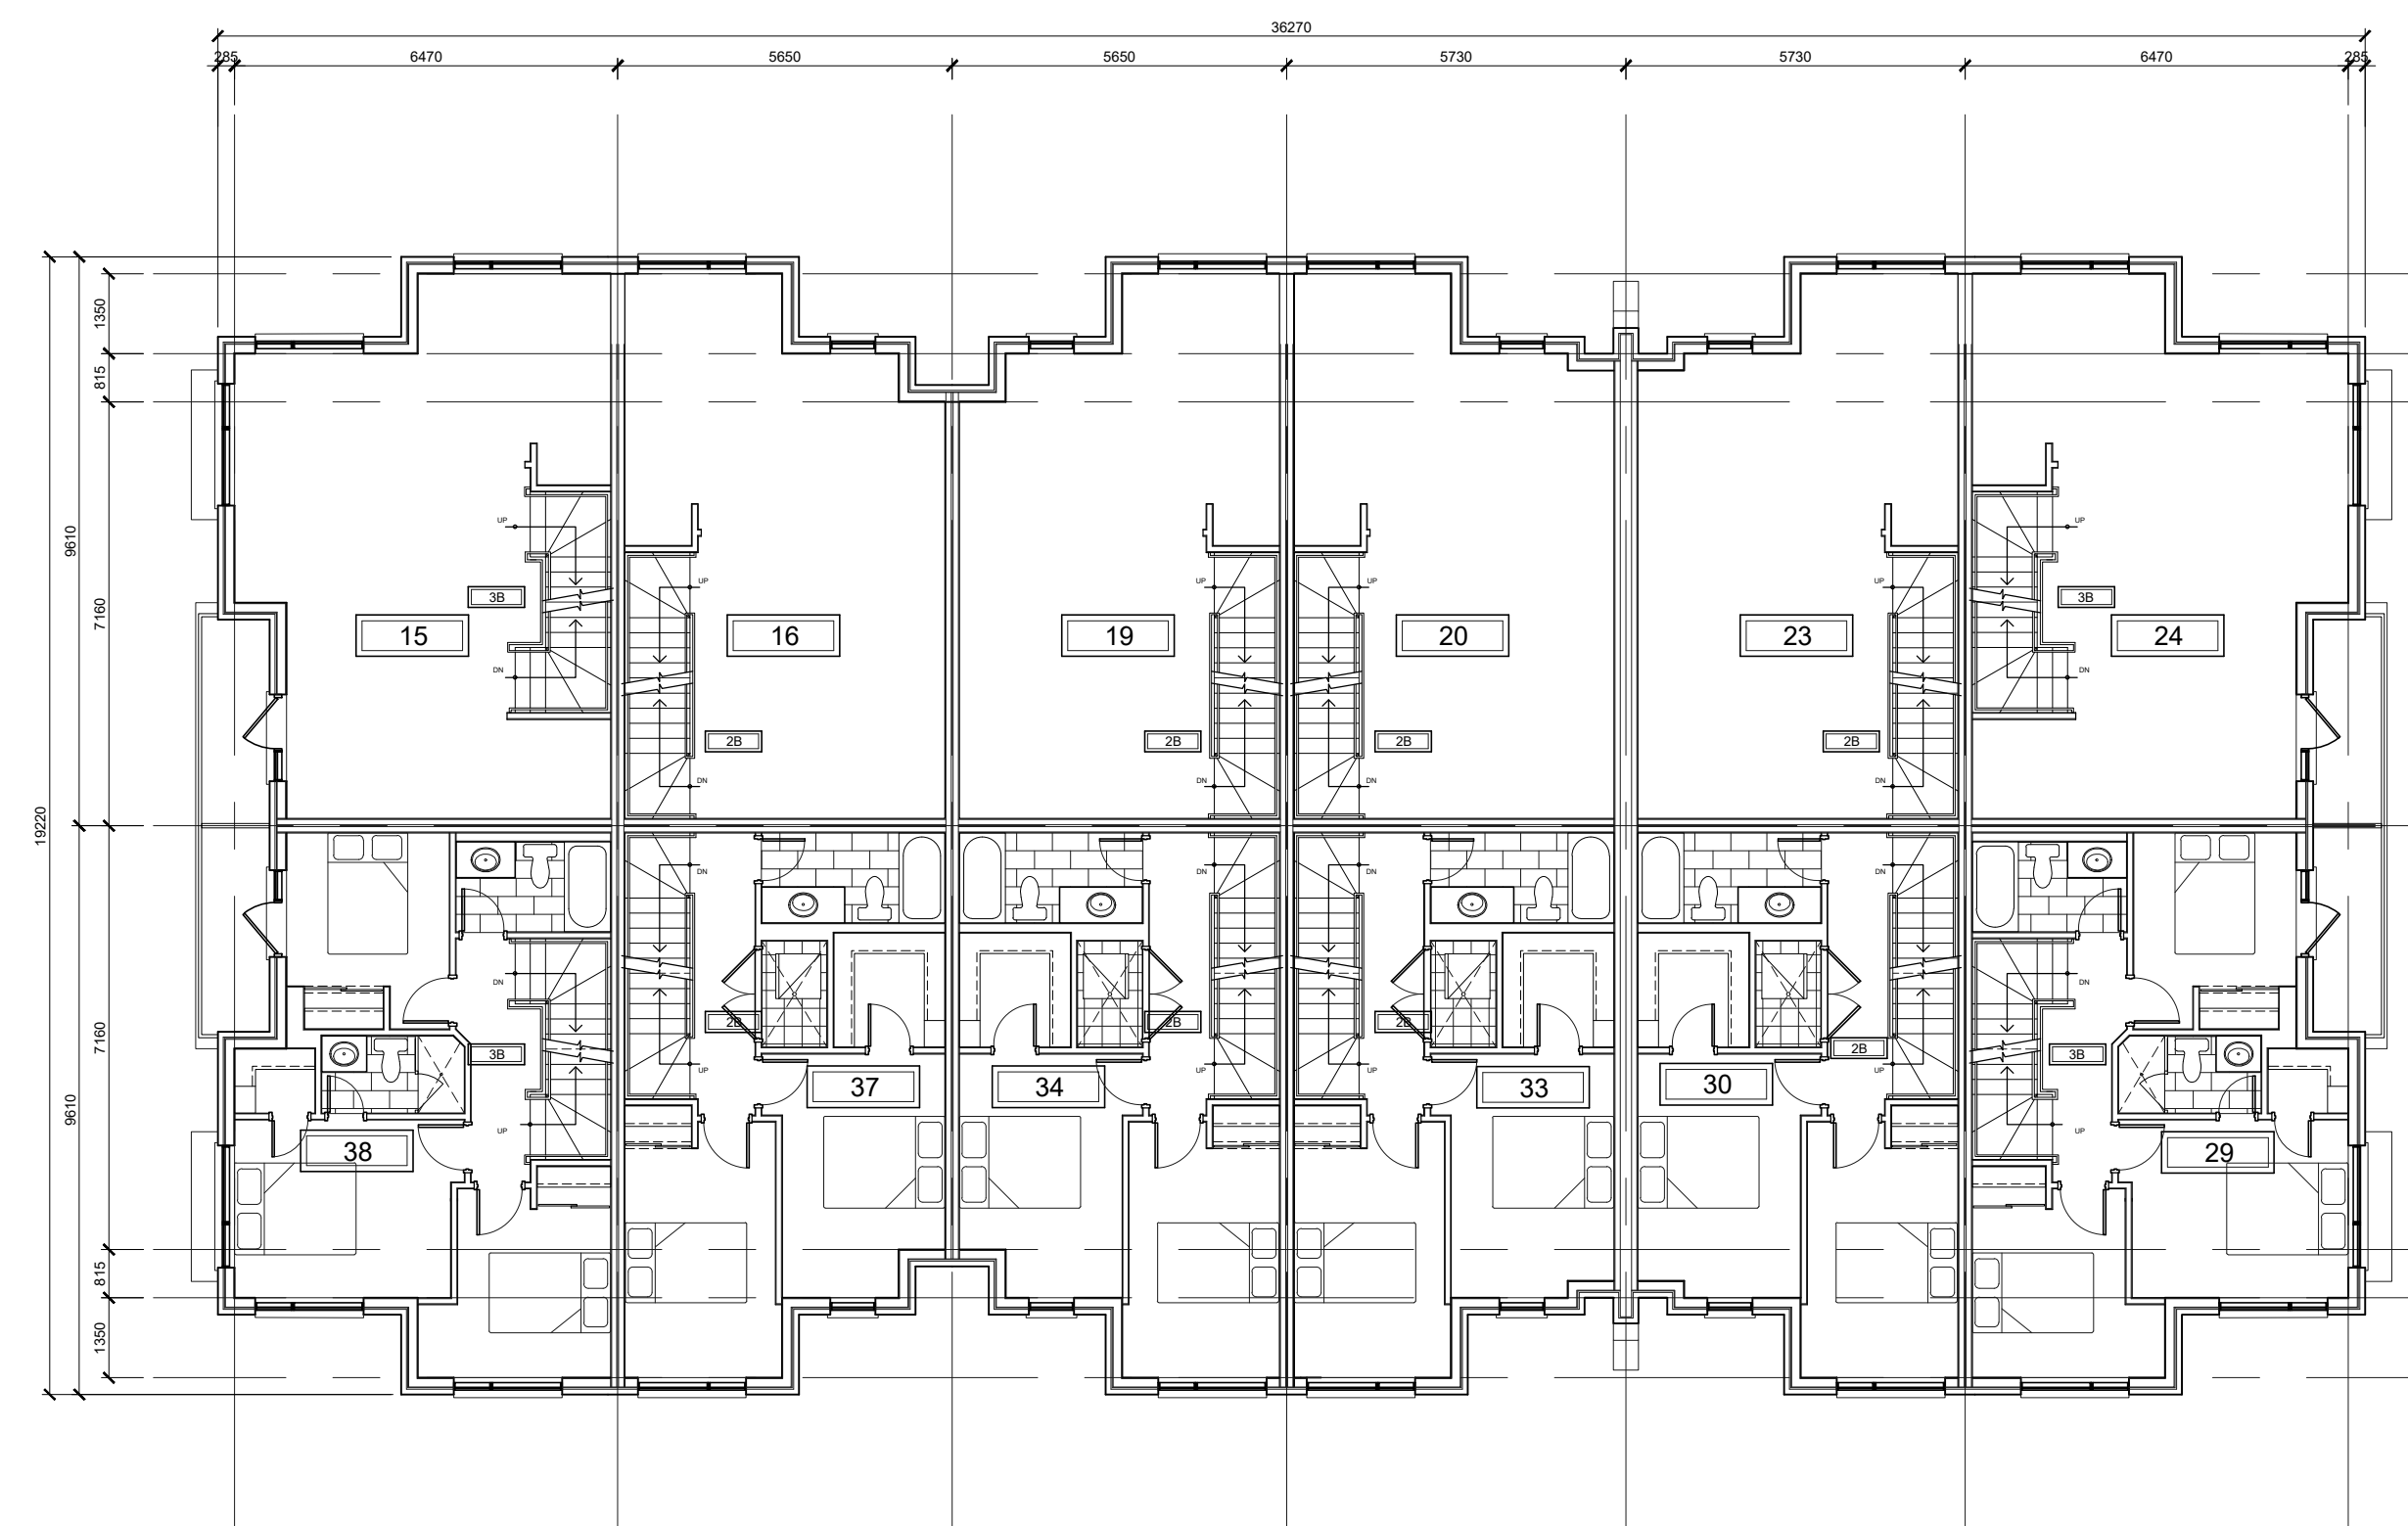 36270
285 6470 5650 5650 5730 5730 6470 285
1350
815
9610
7160
19220
7160
9610
815
1350
UP UP
UP UP UP UP
3B 3B
15 16 19 20 23 24
DN DN
2B 2B 2B 2B
DN DN DN DN
DN DN DN DN
DN DN
2B 2B 2B
2B
3B 3B
UP UP UP UP
37 34 33 30
UP UP
38 29